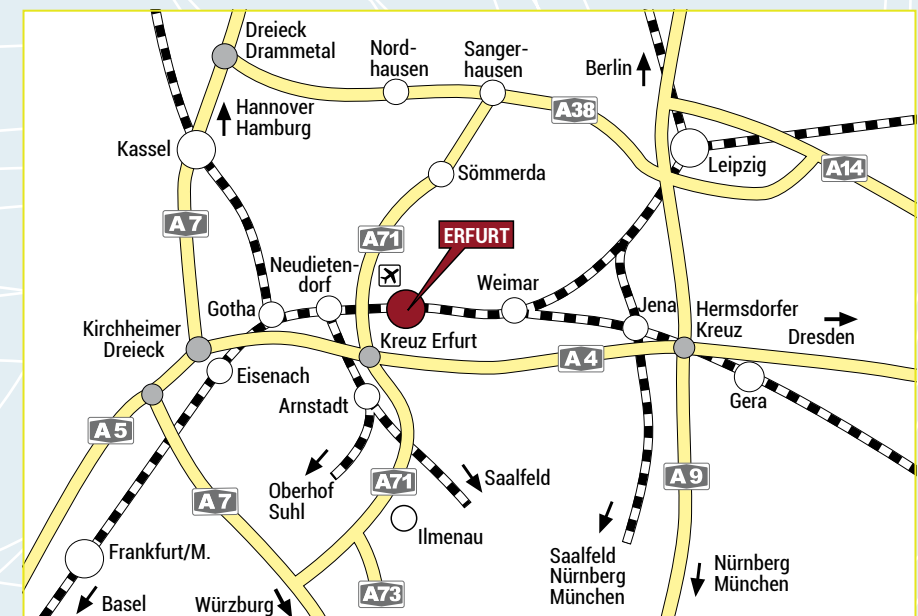 Dreieck
Drammetal
Nord-
hausen
Sanger-
hausen
Berlin
Hannover
Hamburg
A38
Kassel
Leipzig
A14
Sömmerda
A7
A71
ERFURT
Neudieten-
dorf
Weimar
Gotha
Jena
Hermsdorfer
Kreuz
Kirchheimer
Dreieck
Kreuz Erfurt
Dresden
A4
Eisenach
Gera
Arnstadt
A5
A7
A71
A9
Oberhof
Suhl
Saalfeld
Ilmenau
Frankfurt/M.
Saalfeld
Nürnberg
München
Nürnberg
München
A73
Basel
Würzburg